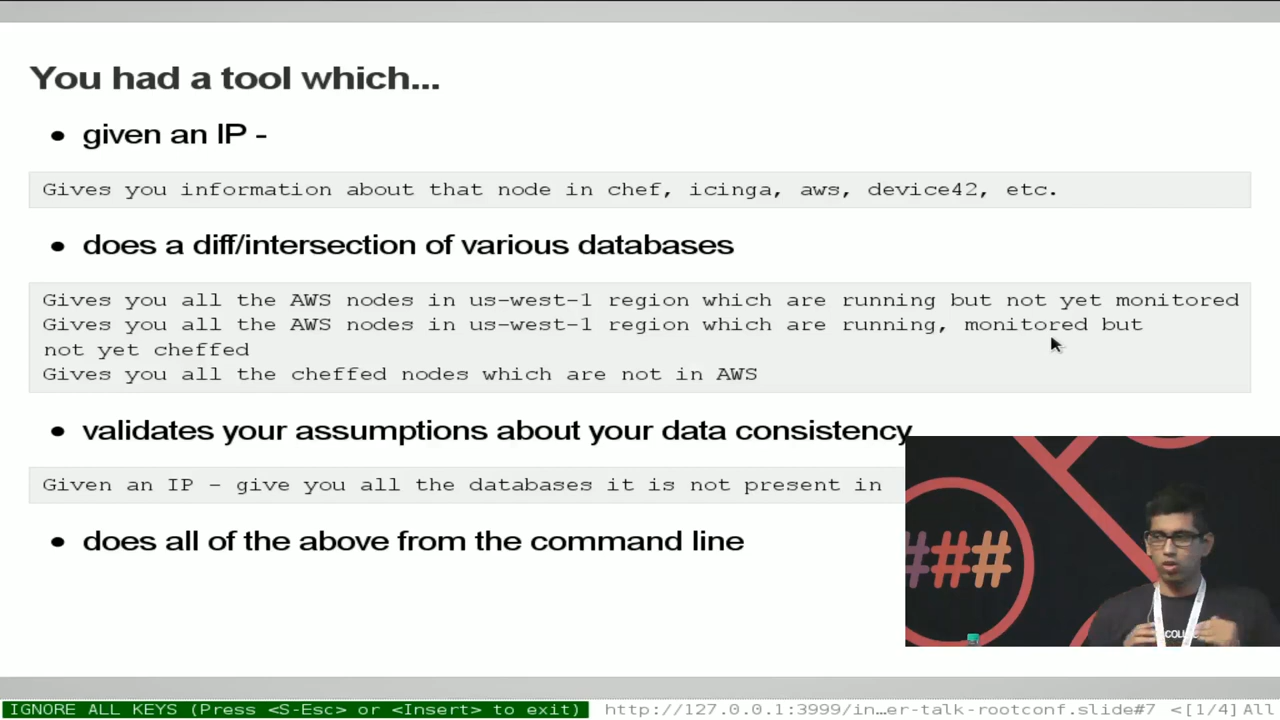 You had a tool which...
• given an IP -
Gives you information about that node in chef, icinga, aws, device42, etc.
• does a diff/intersection of various databases
Gives you all the AWS nodes in us-west-1 region which are running but not yet monitored
Gives you all the AWS nodes in us-west-1 region which are running, monitored but
not yet cheffed
Gives you all the cheffed nodes which are not in AWS
• validates your assumptions about your data consistency
Given an IP - give you all the databases it is not present in
• does all of the above from the command line
###
IGNORE ALL KEYS (Press <S-Esc> or <Insert> to exit) http://127.0.0.1:3999/in…er-talk-rootconf.slide#7 <[1/4]All